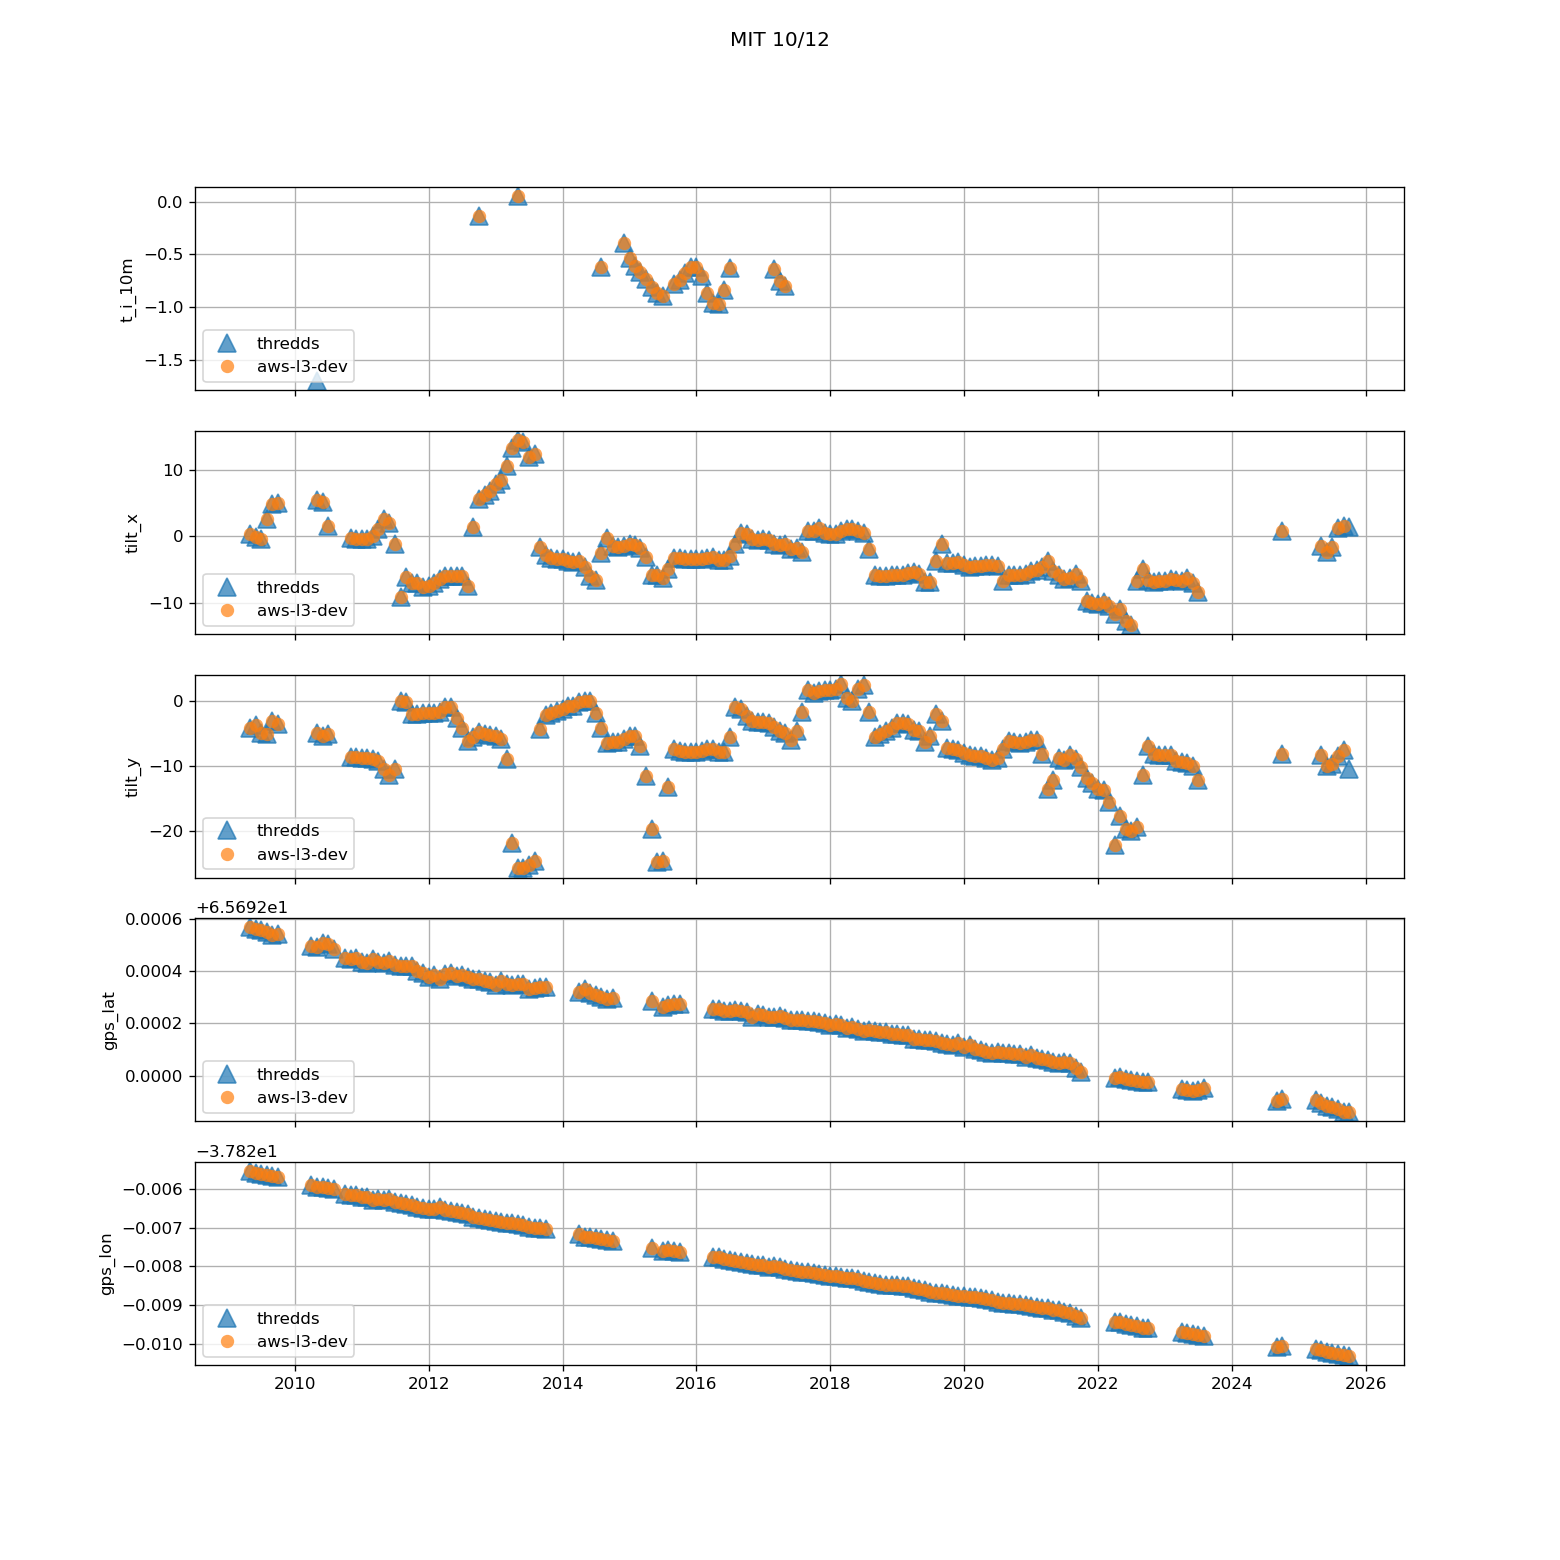 MIT 10/12
0.0
−0.5
−1.0
−1.5
t_i_10m
thredds
aws-l3-dev
10
0
−10
tilt_x
thredds
aws-l3-dev
0
−10
−20
tilt_y
thredds
aws-l3-dev
+6.5692e1
0.0006
0.0004
0.0002
0.0000
gps_lat
thredds
aws-l3-dev
−3.782e1
−0.006
−0.007
−0.008
−0.009
−0.010
gps_lon
thredds
aws-l3-dev
2010 2012 2014 2016 2018 2020 2022 2024 2026